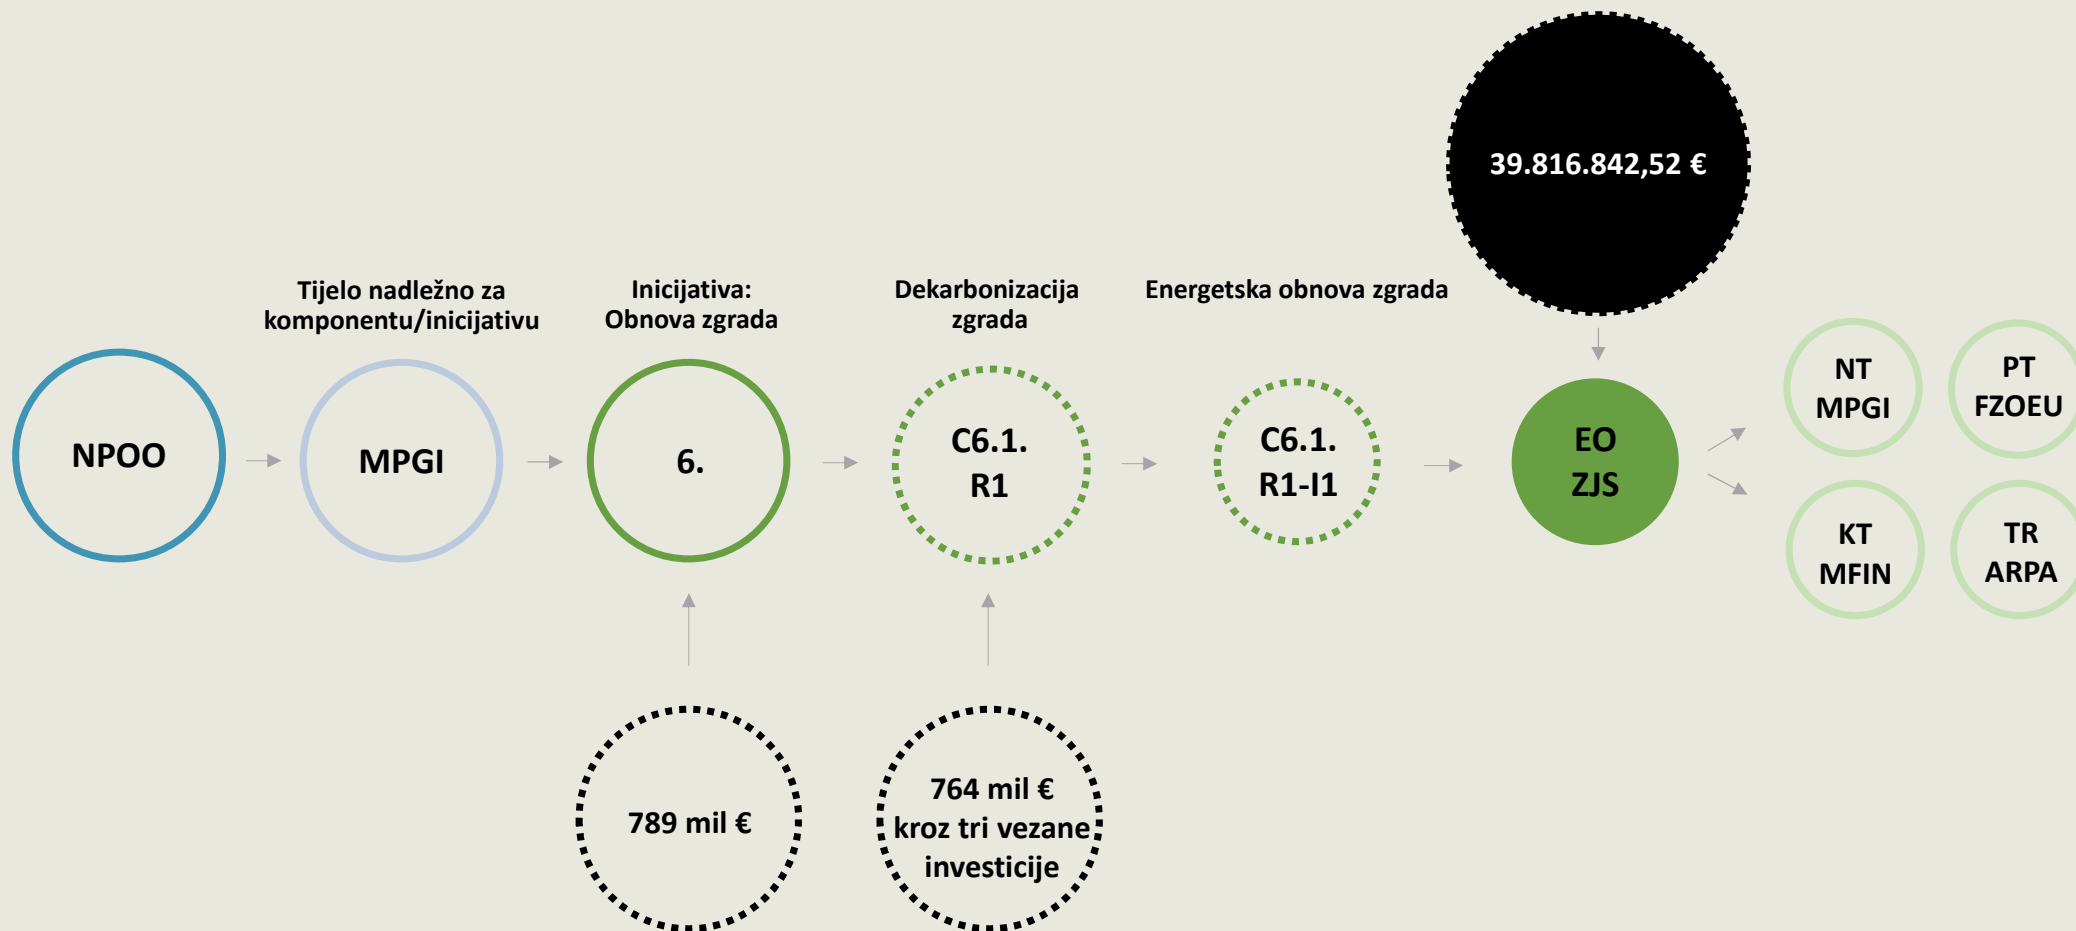 39.816.842,52 €
Tijelo nadležno za
komponentu/inicijativu
Inicijativa:
Obnova zgrada
Dekarbonizacija
zgrada
Energetska obnova zgrada
NPOO
MPGI
6.
C6.1.
R1
C6.1.
R1-I1
EO
ZJS
NT
MPGI
PT
FZOEU
KT
MFIN
TR
ARPA
789 mil €
764 mil €
kroz tri vezane
investicije